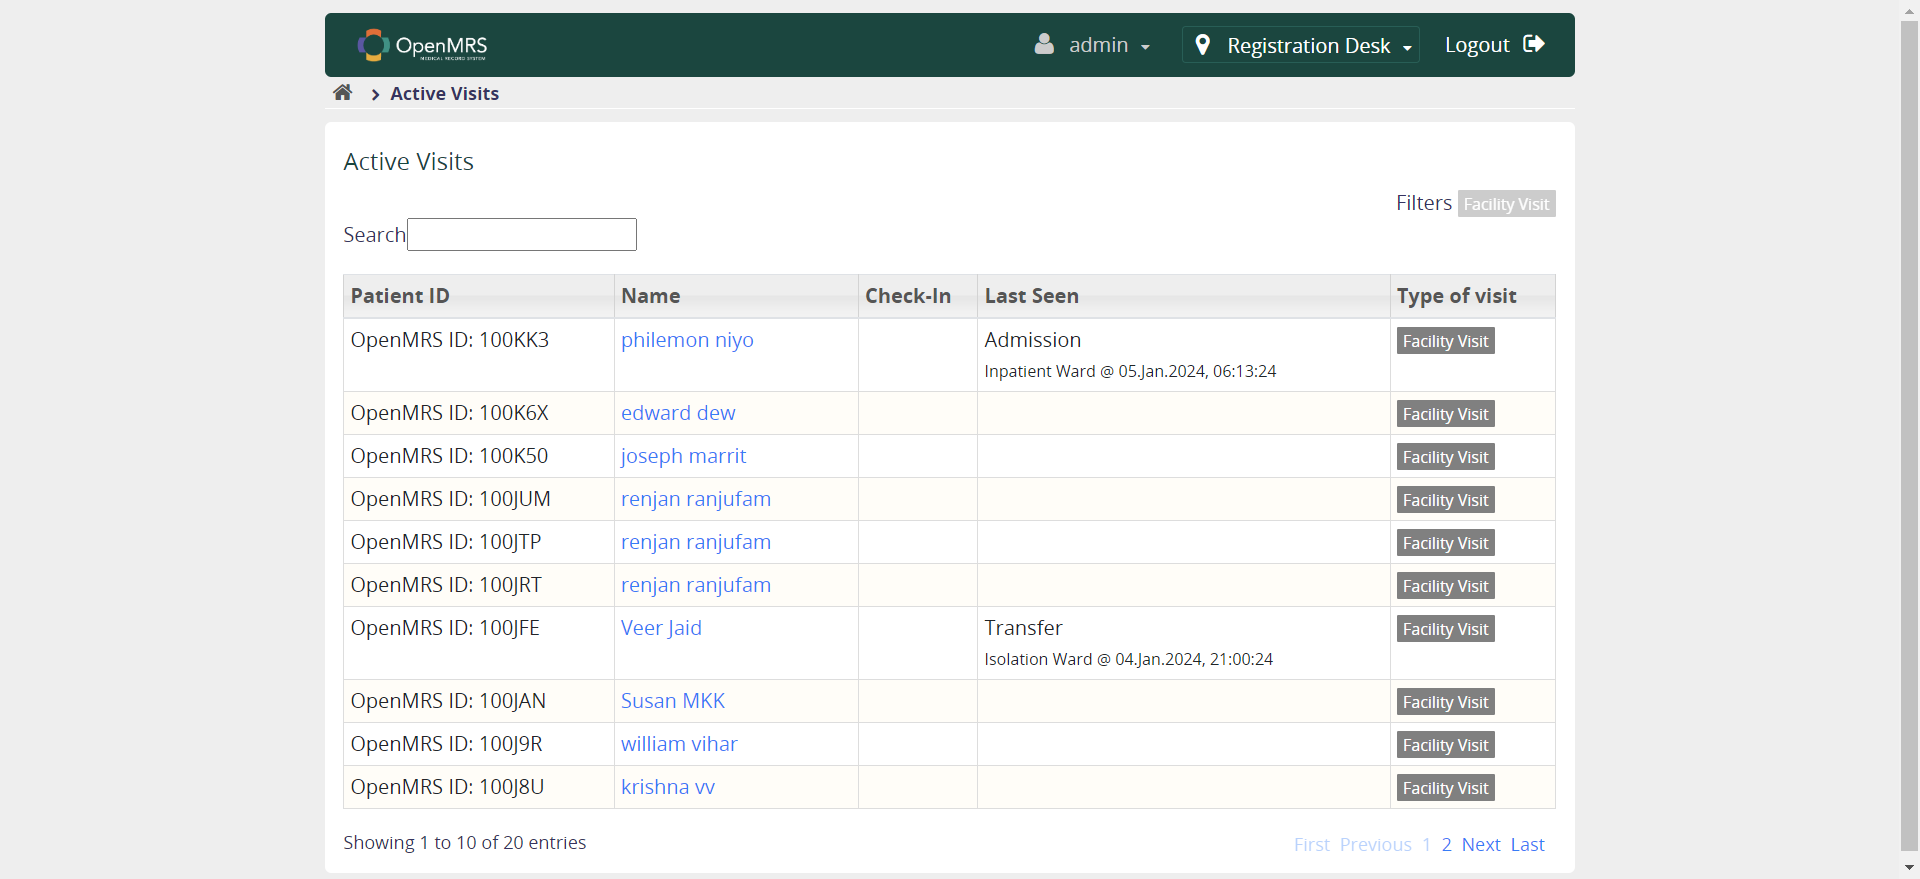 OpenMRS
MEDICAL RECORD SYSTEM
admin
Registration Desk
Logout
Active Visits
Active Visits
Filters Facility Visit
Search
Patient ID Name Check-In Last Seen Type of visit
OpenMRS ID: 100KK3 philemon niyo Admission Facility Visit
Inpatient Ward @ 05.Jan.2024, 06:13:24
OpenMRS ID: 100K6X edward dew Facility Visit
OpenMRS ID: 100K50 joseph marrit Facility Visit
OpenMRS ID: 100JUM renjan ranjufam Facility Visit
OpenMRS ID: 100JTP renjan ranjufam Facility Visit
OpenMRS ID: 100JRT renjan ranjufam Facility Visit
OpenMRS ID: 100JFE Veer Jaid Transfer Facility Visit
Isolation Ward @ 04.Jan.2024, 21:00:24
OpenMRS ID: 100JAN Susan MKK Facility Visit
OpenMRS ID: 100J9R william vihar Facility Visit
OpenMRS ID: 100J8U krishna vv Facility Visit
Showing 1 to 10 of 20 entries
First Previous 1 2 Next Last